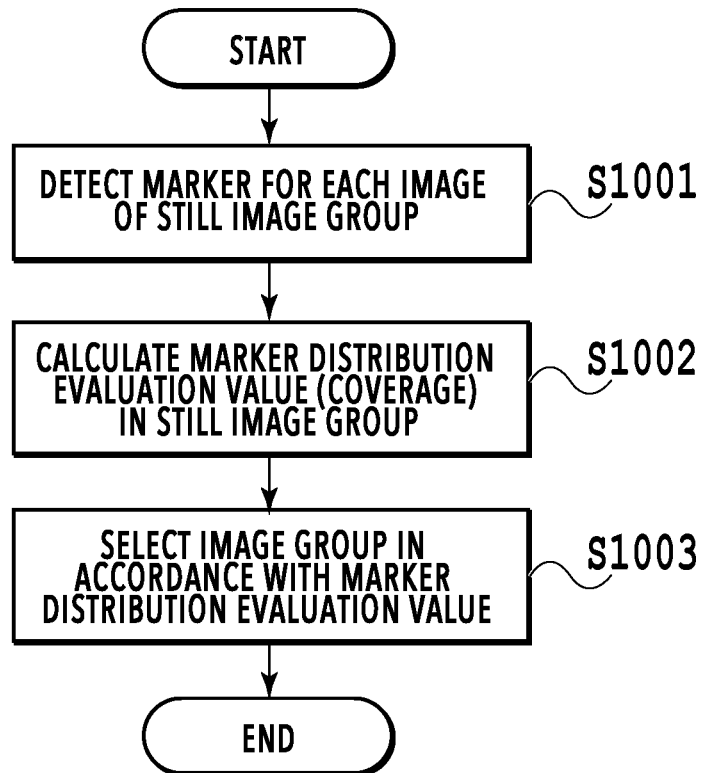 START
DETECT MARKER FOR EACH IMAGE
OF STILL IMAGE GROUP
S1001
CALCULATE MARKER DISTRIBUTION
EVALUATION VALUE (COVERAGE)
IN STILL IMAGE GROUP
S1002
SELECT IMAGE GROUP IN
ACCORDANCE WITH MARKER
DISTRIBUTION EVALUATION VALUE
S1003
END